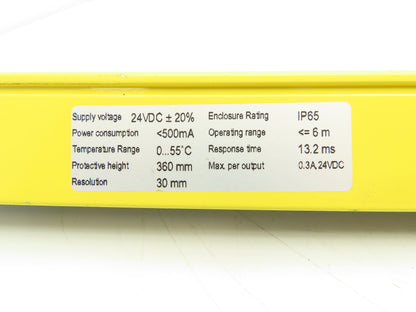 Supply voltage 24VDC ± 20% Enclosure Rating IP65
Power consumption <500mA Operating range <= 6 m
Temperature Range 0...55°C Response time 13.2 ms
Protective height 360 mm Max. per output 0.3A,24VDC
Resolution 30 mm